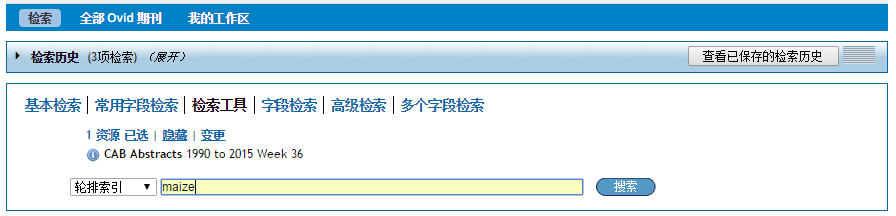 检索 全部 Ovid 期刊 我的工作区
检索历史 (3项检索) (展开) 查看已保存的检索历史
基本检索 | 常用字段检索 | 检索工具 | 字段检索 | 高级检索 | 多个字段检索
1 资源 已选 | 隐藏 | 变更
CAB Abstracts 1990 to 2015 Week 36
轮排索引 maize 搜索